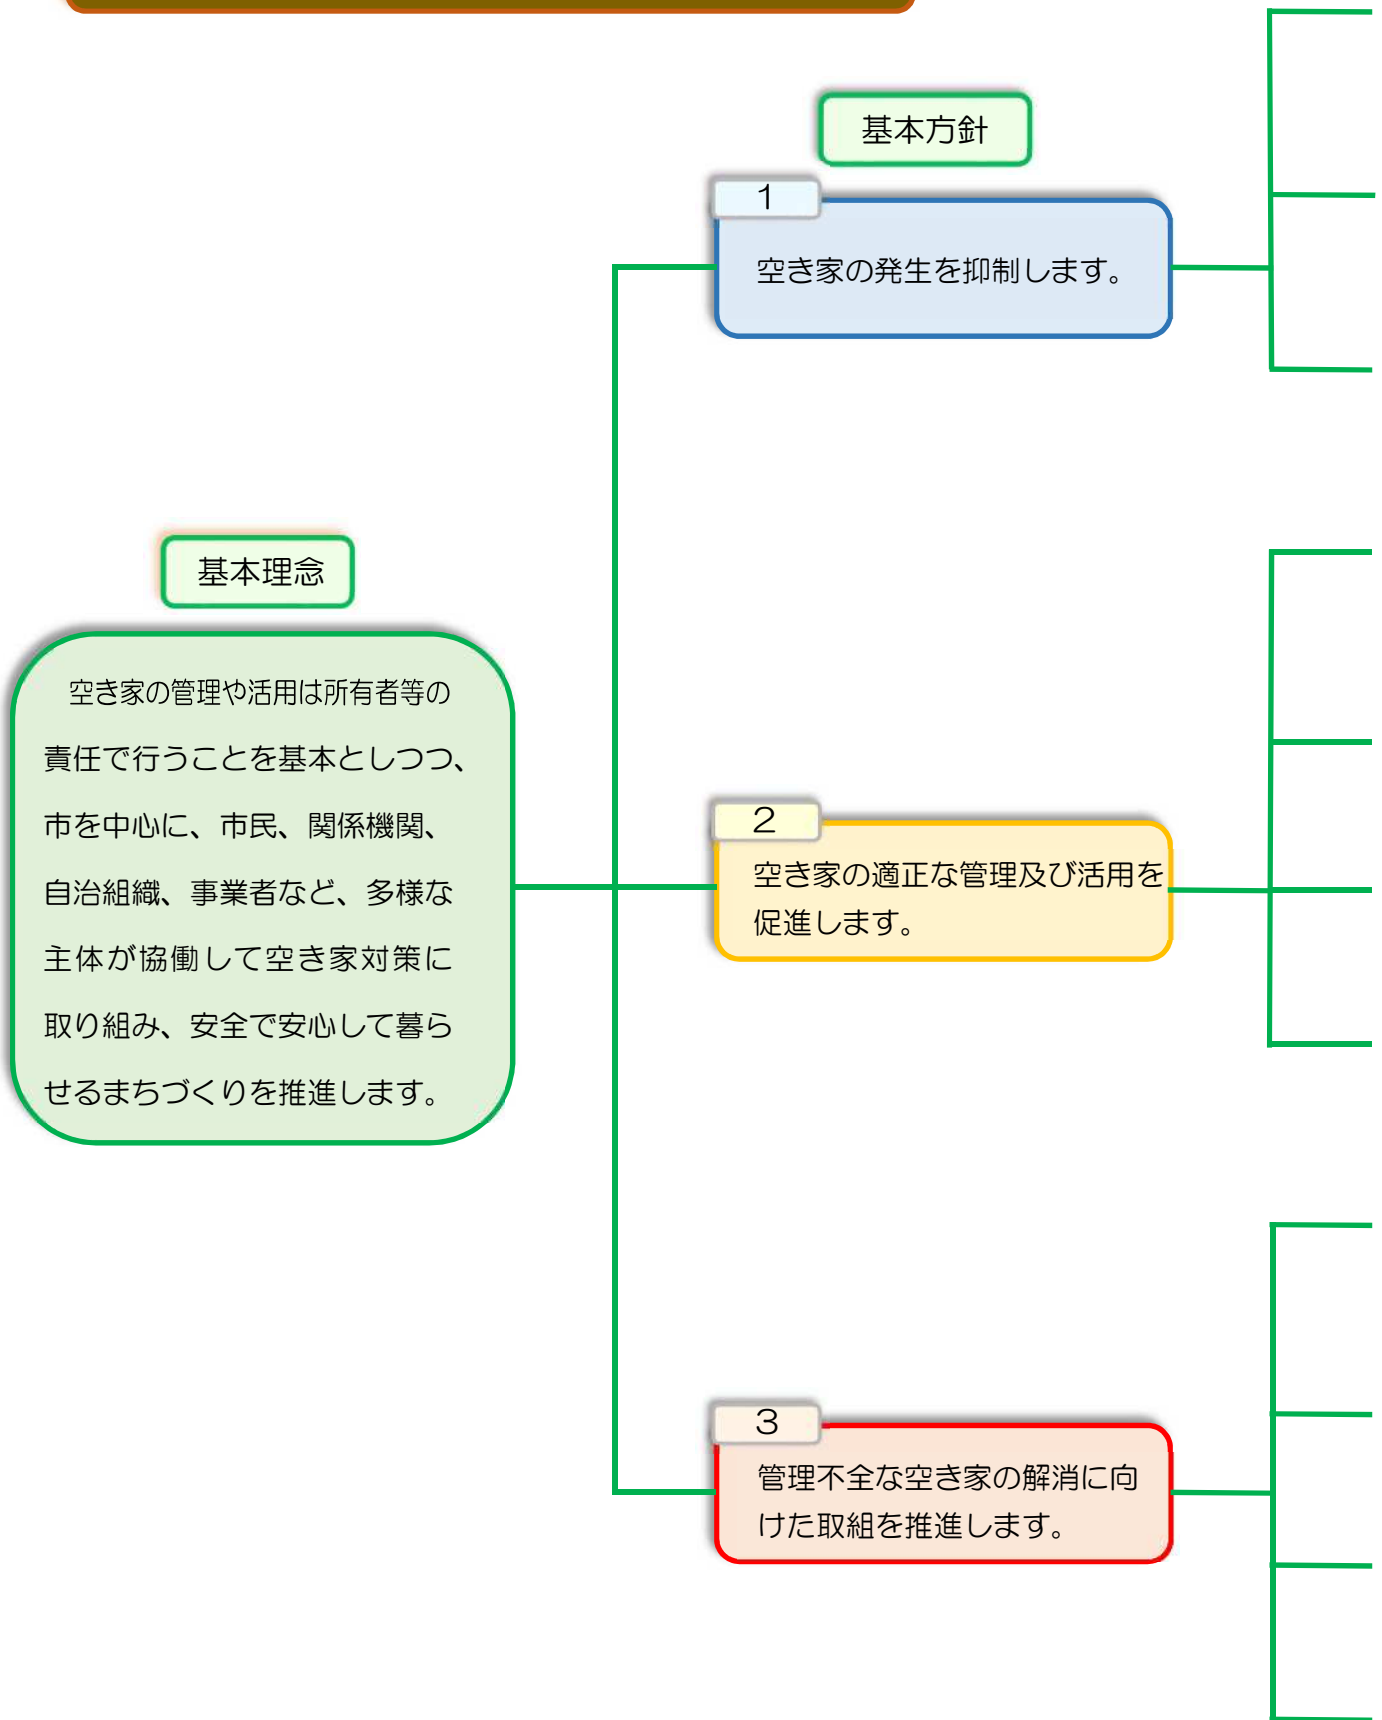 基本方針
1
空き家の発生を抑制します。
基本理念
空き家の管理や活用は所有者等の
責任で行うことを基本としつつ、
市を中心に、市民、関係機関、
自治組織、事業者など、多様な
主体が協働して空き家対策に
取り組み、安全で安心して暮ら
せるまちづくりを推進します。
2
空き家の適正な管理及び活用を
促進します。
3
管理不全な空き家の解消に向
けた取組を推進します。